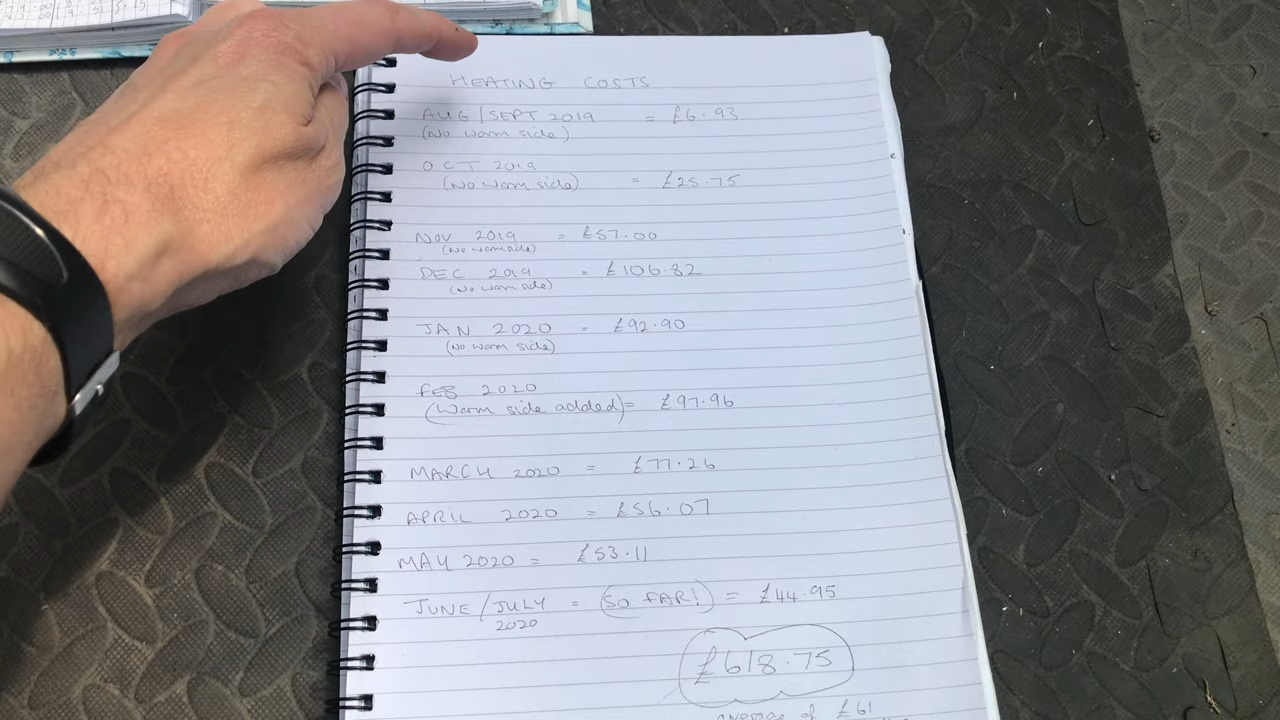 HEATING COSTS
AUG/SEPT 2019 = £6.93
(No warm side)
OCT 2019
(No warm side) = £25.75
NOV 2019 = £57.00
(No warm side)
DEC 2019 = £106.82
(No warm side)
JAN 2020 = £92.90
(No warm side)
FEB 2020
(Warm side added) = £97.96
MARCH 2020 = £77.26
APRIL 2020 = £56.07
MAY 2020 = £53.11
JUNE/JULY = (SO FAR!) = £44.95
2020
£618.75
average of £61